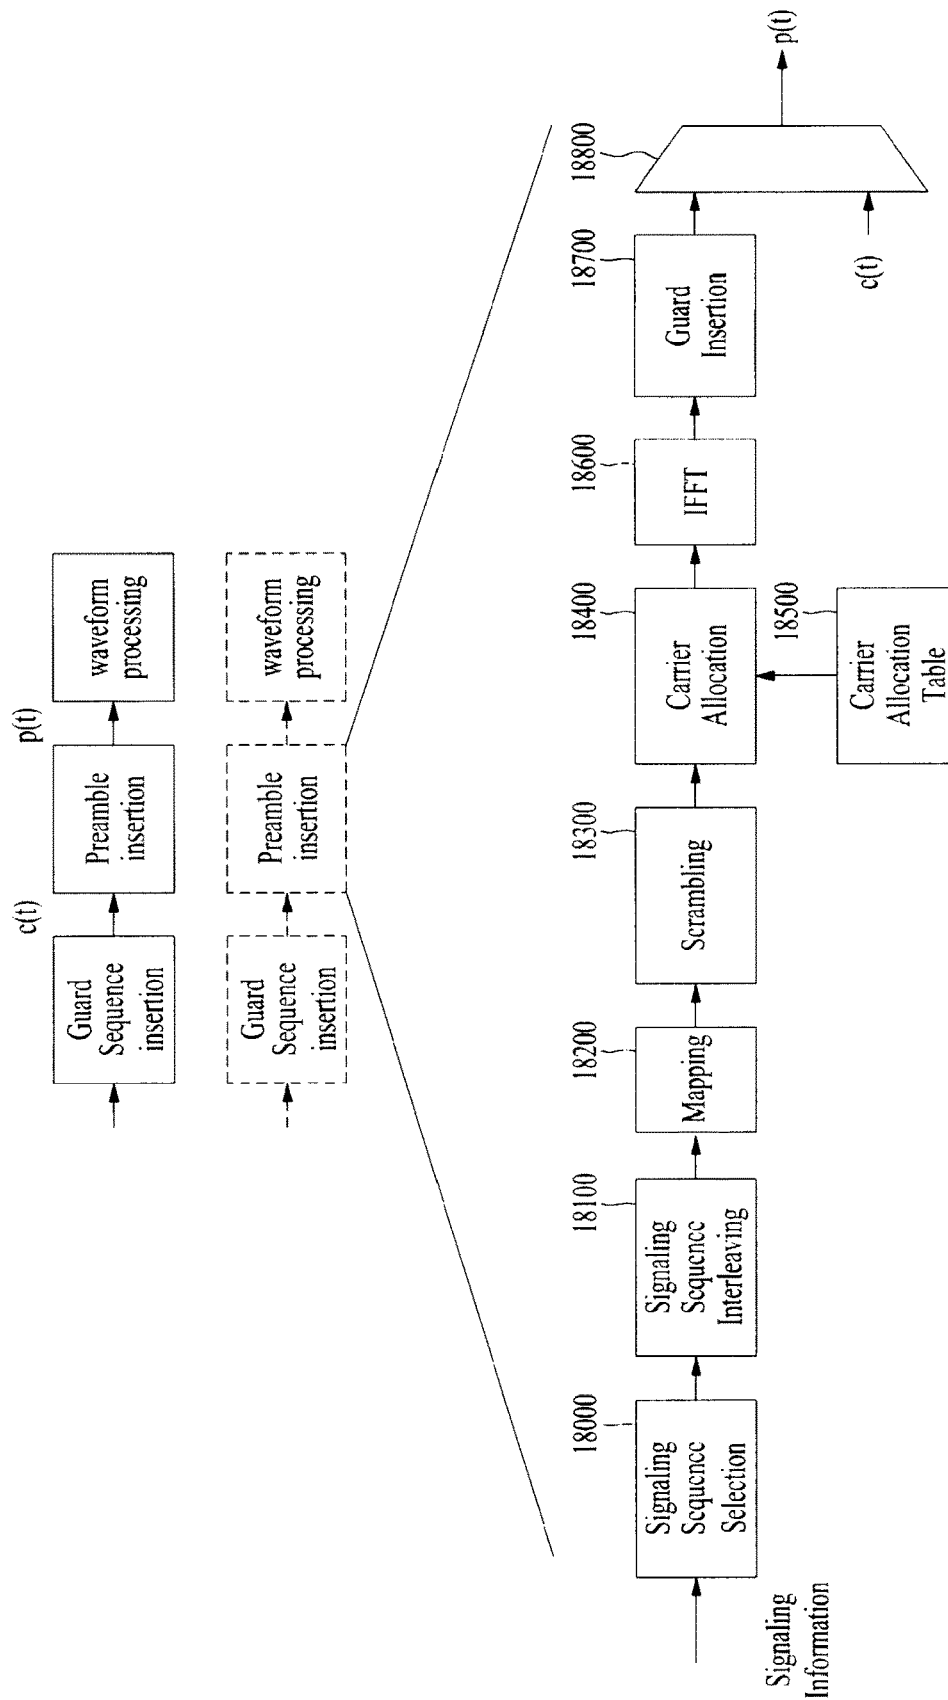 c(t)
p(t)
Guard
Sequence
insertion
Preamble
insertion
waveform
processing
Guard
Sequence
insertion
Preamble
insertion
waveform
processing
18000
18100
18200
18300
18400
18600
18700
18800
Signaling
Sequence
Selection
Signaling
Sequence
Interleaving
Mapping
Scrambling
Carrier
Allocation
IFFT
Guard
Insertion
p(t)
Signaling
Information
18500
Carrier
Allocation
Table
c(t)